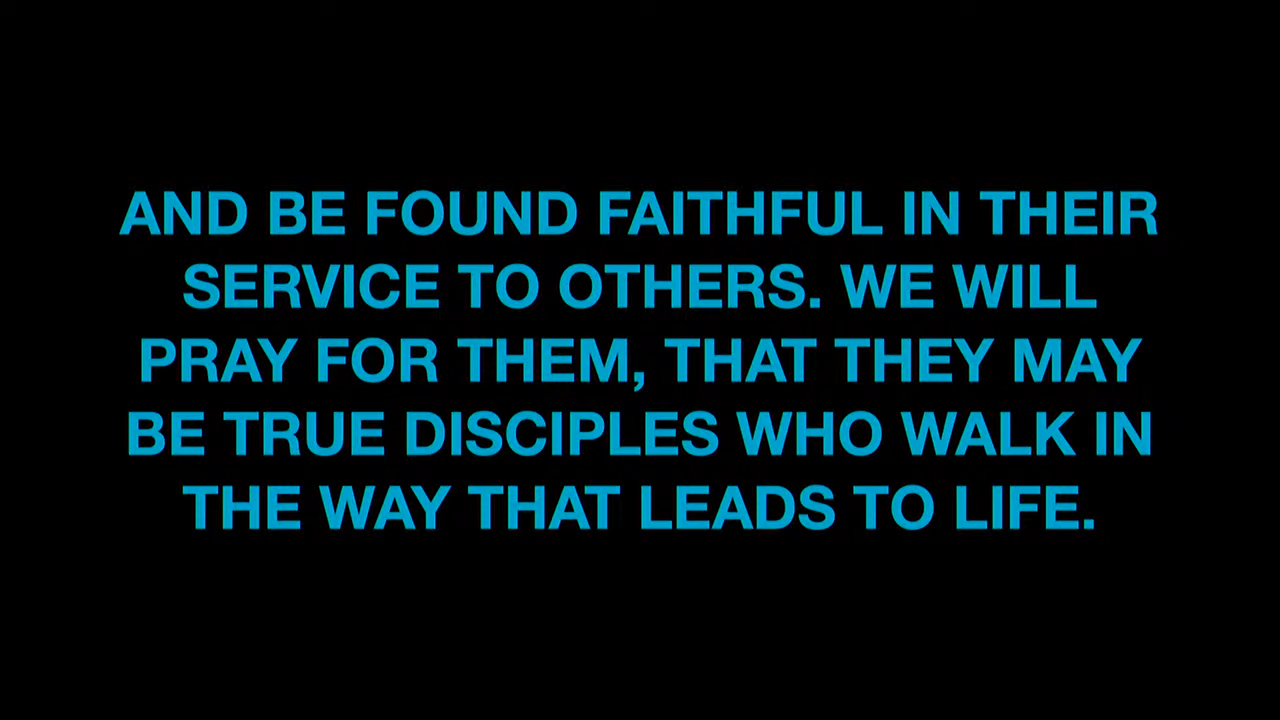 AND BE FOUND FAITHFUL IN THEIR
SERVICE TO OTHERS. WE WILL
PRAY FOR THEM, THAT THEY MAY
BE TRUE DISCIPLES WHO WALK IN
THE WAY THAT LEADS TO LIFE.